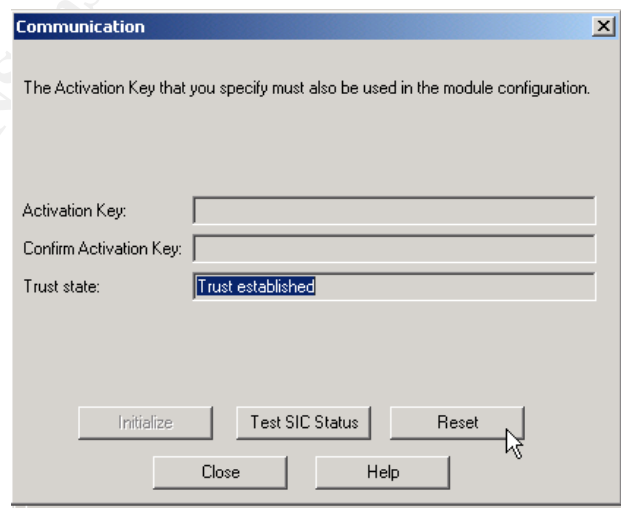 Communication
The Activation Key that you specify must also be used in the module configuration.
Activation Key:
Confirm Activation Key:
Trust state: Trust established
Initialize Test SIC Status Reset
Close Help